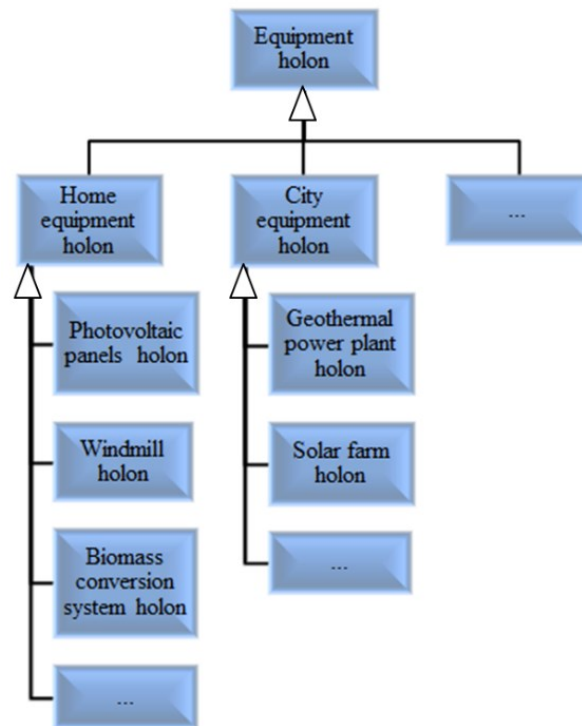 Equipment
holon
Home
equipment
holon
City
equipment
holon
...
Photovoltaic
panels holon
Windmill
holon
Biomass
conversion
system holon
...
Geothermal
power plant
holon
Solar farm
holon
...